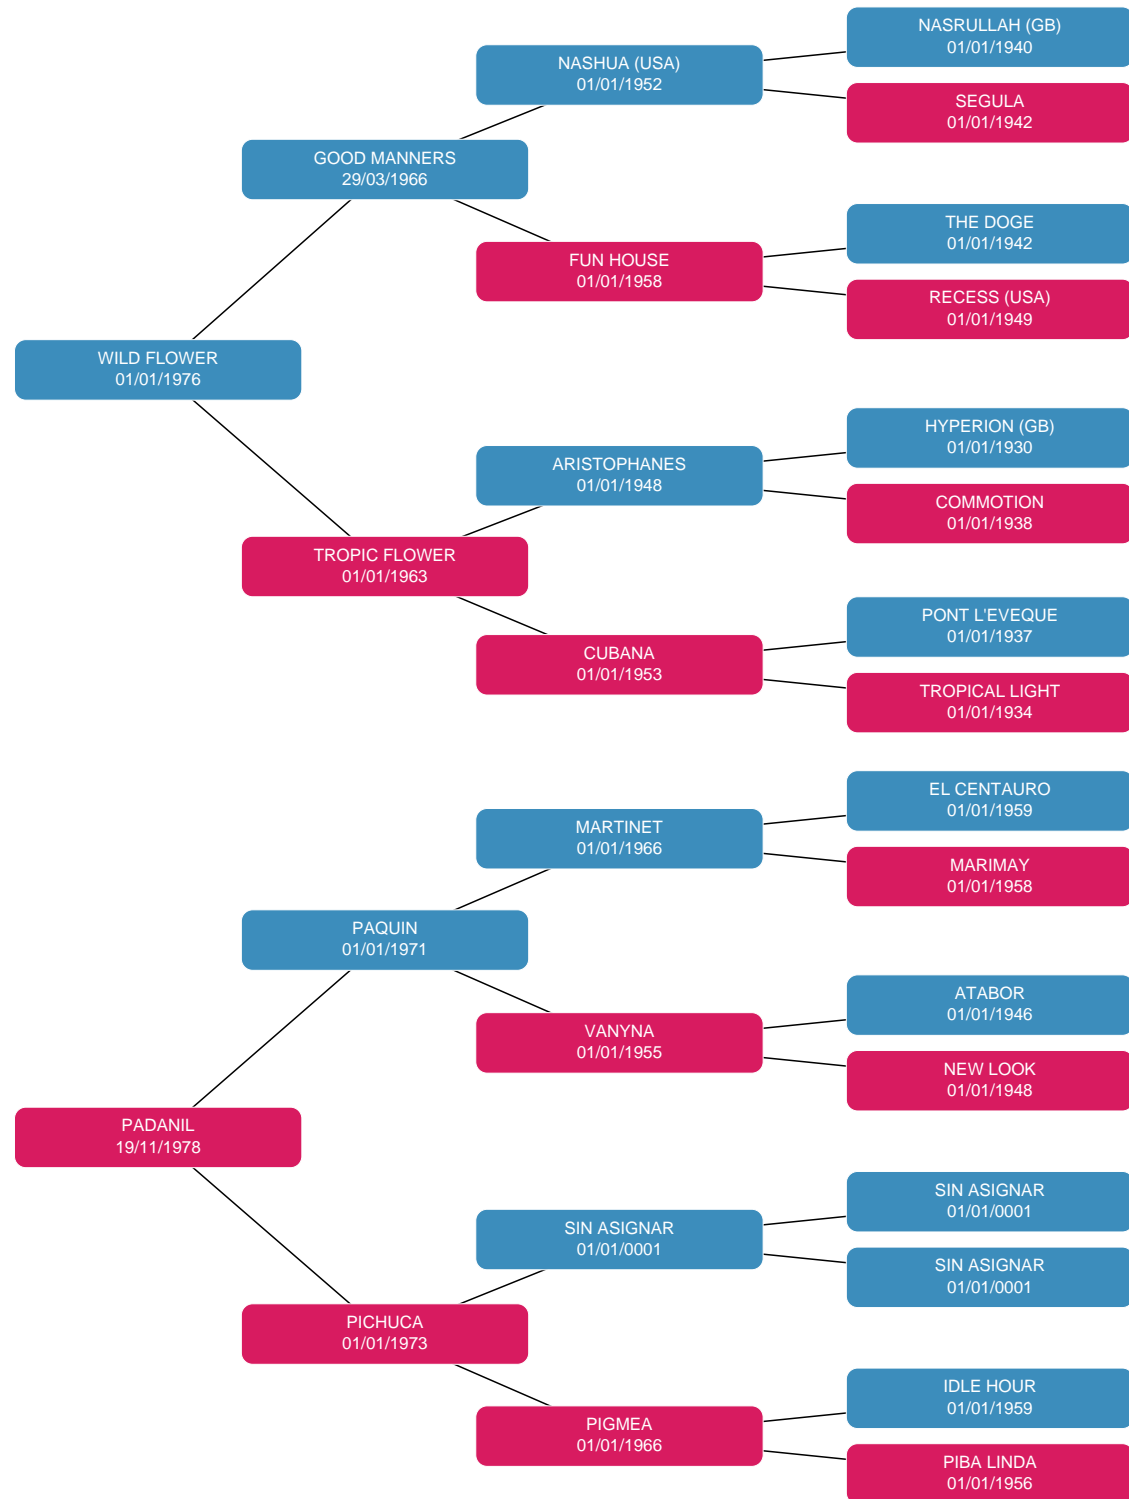 NASRULLAH (GB)
01/01/1940
NASHUA (USA)
01/01/1952
SEGULA
01/01/1942
GOOD MANNERS
29/03/1966
THE DOGE
01/01/1942
FUN HOUSE
01/01/1958
RECESS (USA)
01/01/1949
WILD FLOWER
01/01/1976
HYPERION (GB)
01/01/1930
ARISTOPHANES
01/01/1948
COMMOTION
01/01/1938
TROPIC FLOWER
01/01/1963
PONT L'EVEQUE
01/01/1937
CUBANA
01/01/1953
TROPICAL LIGHT
01/01/1934
EL CENTAURO
01/01/1959
MARTINET
01/01/1966
MARIMAY
01/01/1958
PAQUIN
01/01/1971
ATABOR
01/01/1946
VANYNA
01/01/1955
NEW LOOK
01/01/1948
PADANIL
19/11/1978
SIN ASIGNAR
01/01/0001
SIN ASIGNAR
01/01/0001
SIN ASIGNAR
01/01/0001
PICHUCA
01/01/1973
IDLE HOUR
01/01/1959
PIGMEA
01/01/1966
PIBA LINDA
01/01/1956